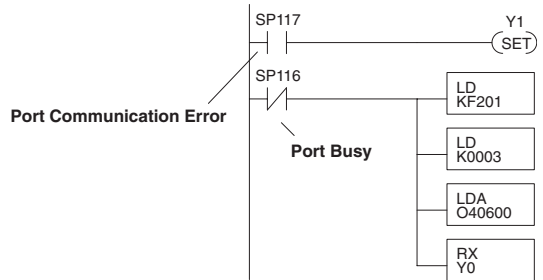 SP117
Y1
SET
SP116
LD
KF201
Port Communication Error
Port Busy
LD
K0003
LDA
O40600
RX
Y0